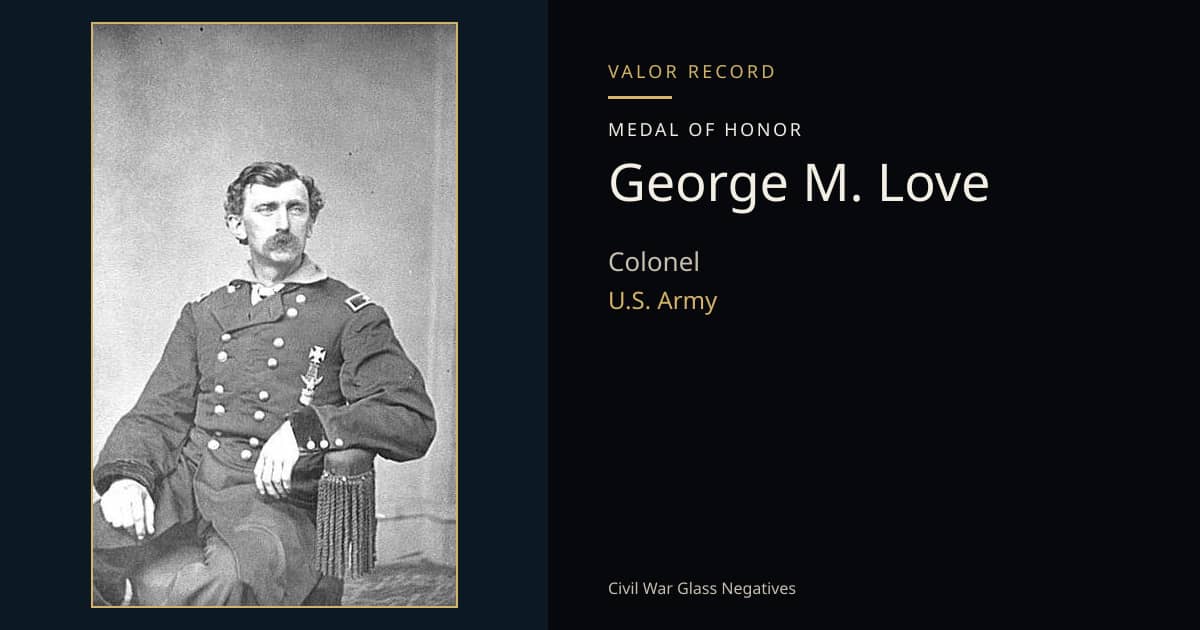 VALOR RECORD
MEDAL OF HONOR
George M. Love
Colonel
U.S. Army
Civil War Glass Negatives